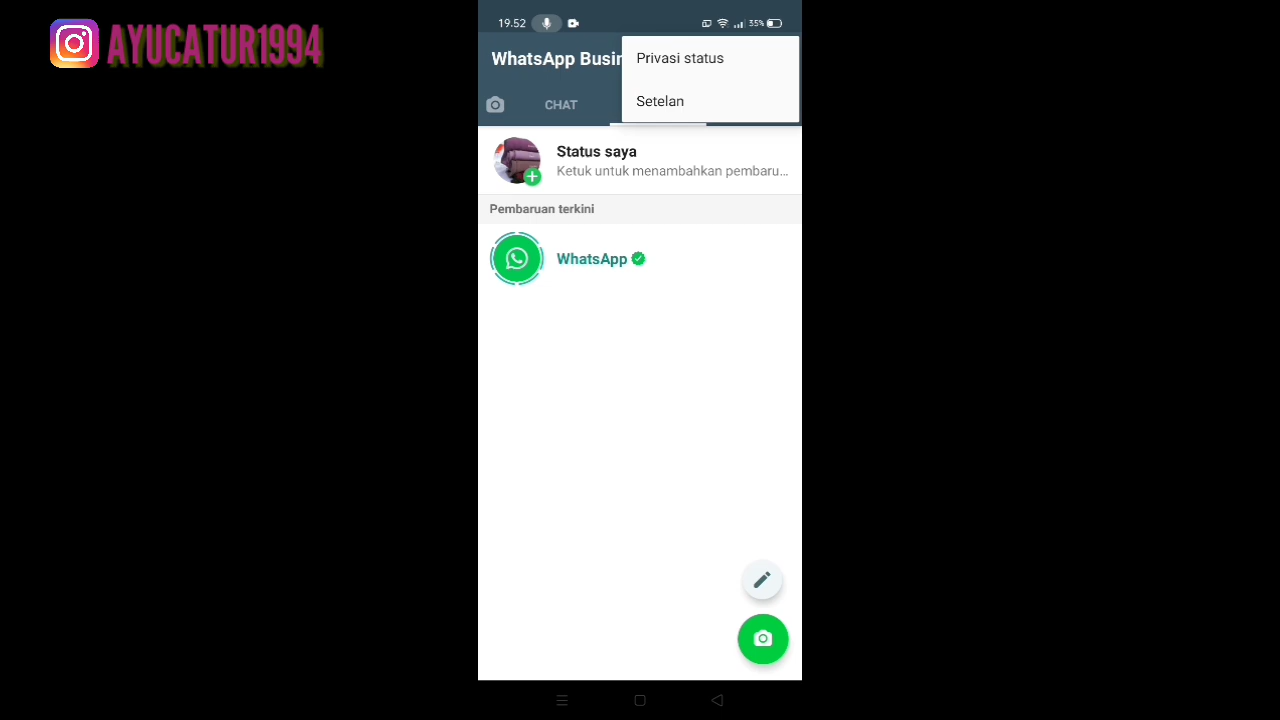 AYUCATUR1994
19.52
35%
WhatsApp Busin
Privasi status
Setelan
CHAT
Status saya
Ketuk untuk menambahkan pembaru...
Pembaruan terkini
WhatsApp